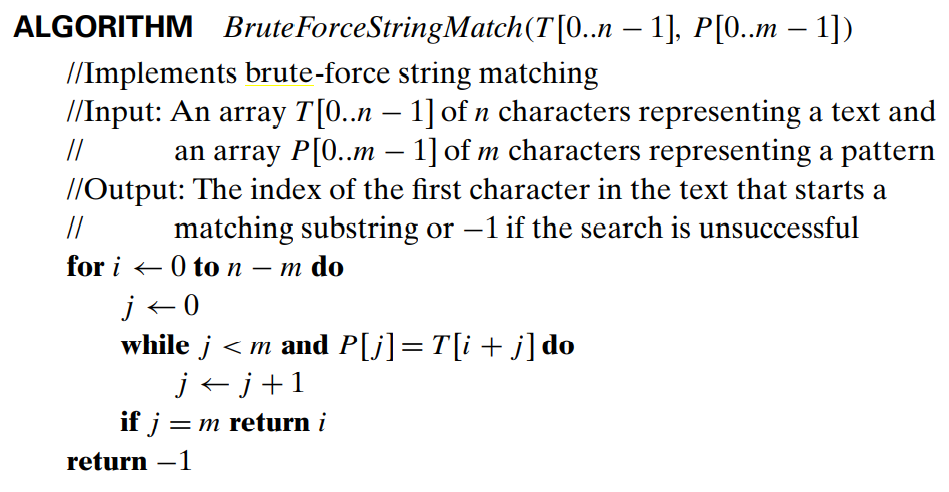 ALGORITHM BruteForceStringMatch(T[0..n − 1], P[0..m − 1])
//Implements brute-force string matching
//Input: An array T[0..n − 1] of n characters representing a text and
// an array P[0..m − 1] of m characters representing a pattern
//Output: The index of the first character in the text that starts a
// matching substring or −1 if the search is unsuccessful
for i ← 0 to n − m do
j ← 0
while j < m and P[j] = T[i + j] do
j ← j + 1
if j = m return i
return −1